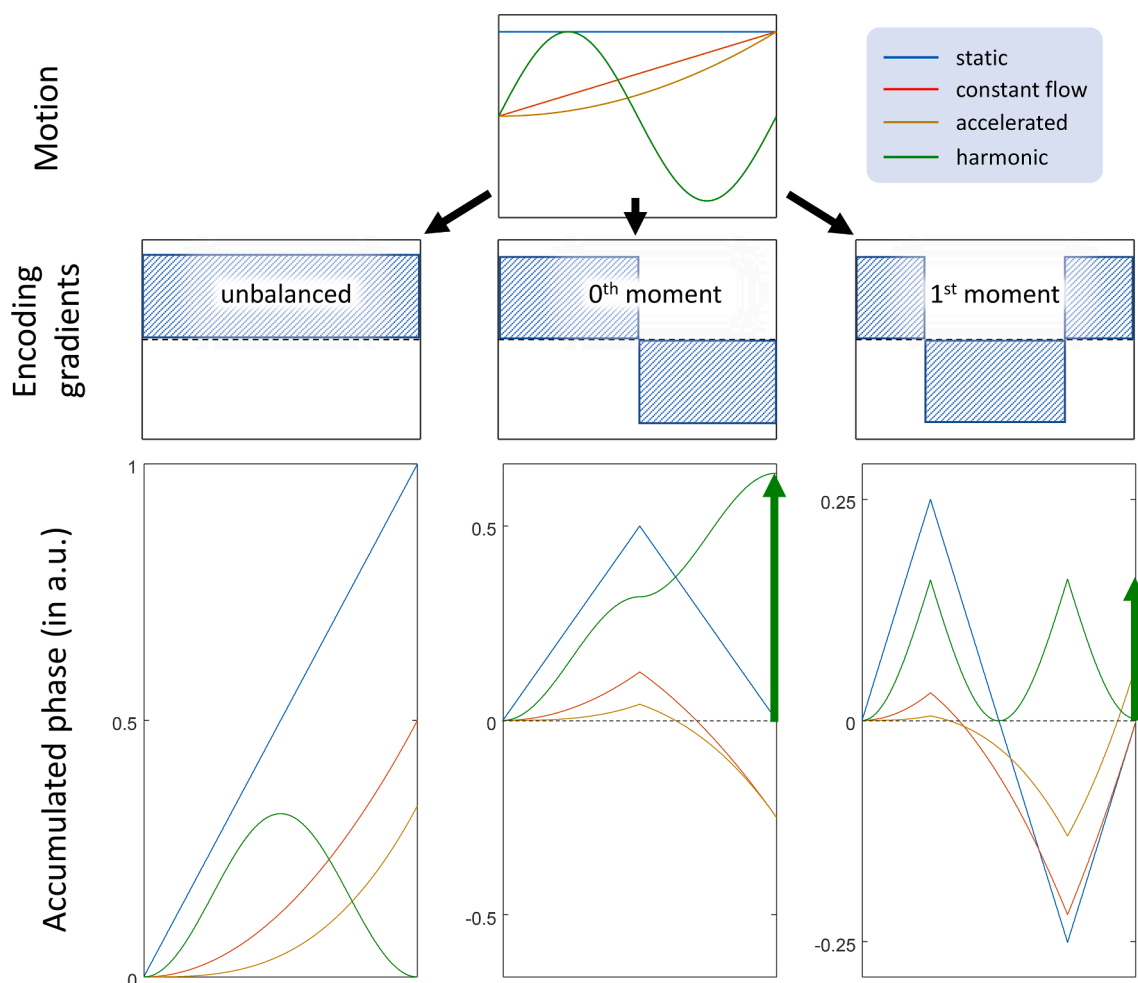 Motion
static
constant flow
accelerated
harmonic
Encoding
gradients
unbalanced
0th moment
1st moment
Accumulated phase (in a.u.)
1
0.5
0
0.5
0
-0.5
0.25
0
-0.25